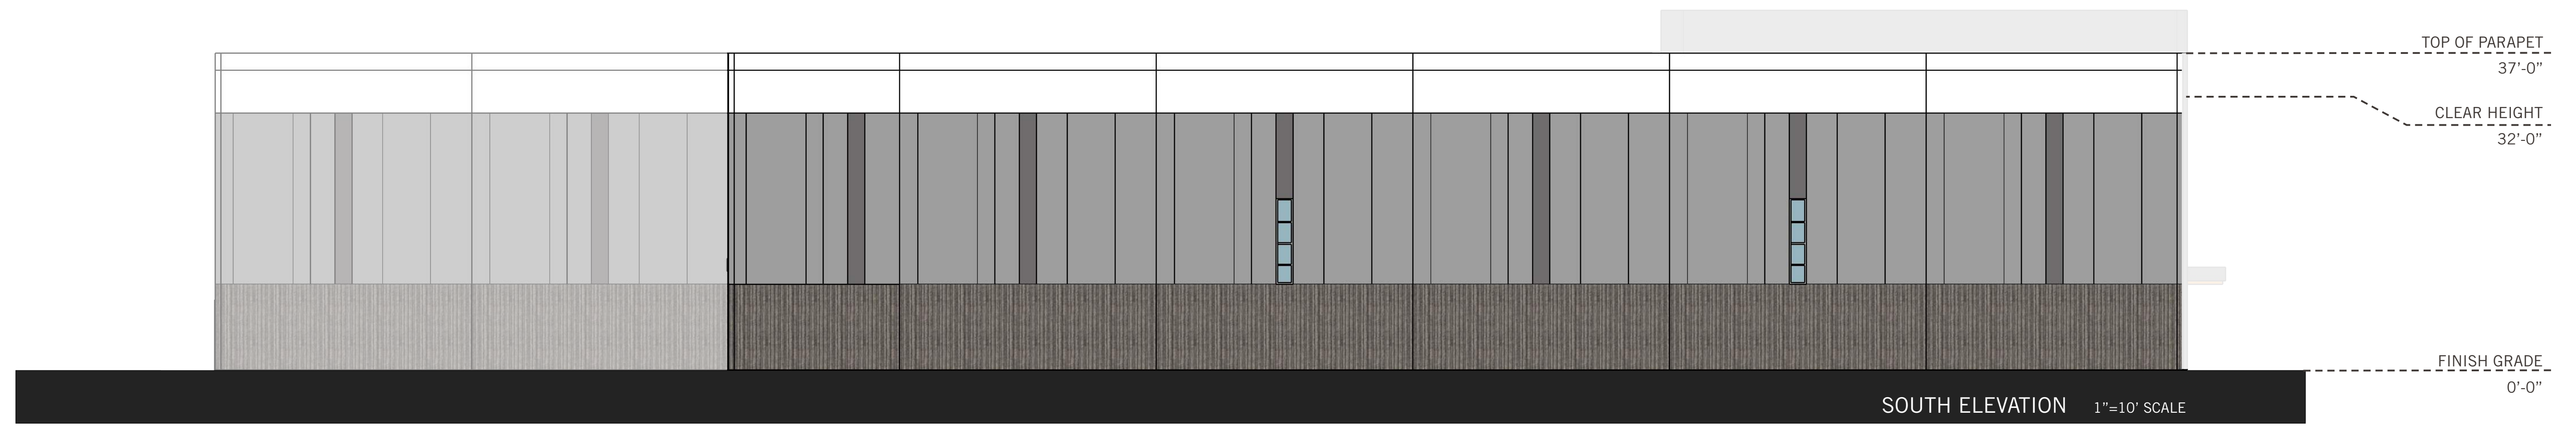 TOP OF PARAPET
37'-0”
CLEAR HEIGHT
32'-0”
FINISH GRADE
0'-0”
SOUTH ELEVATION 1”=10' SCALE